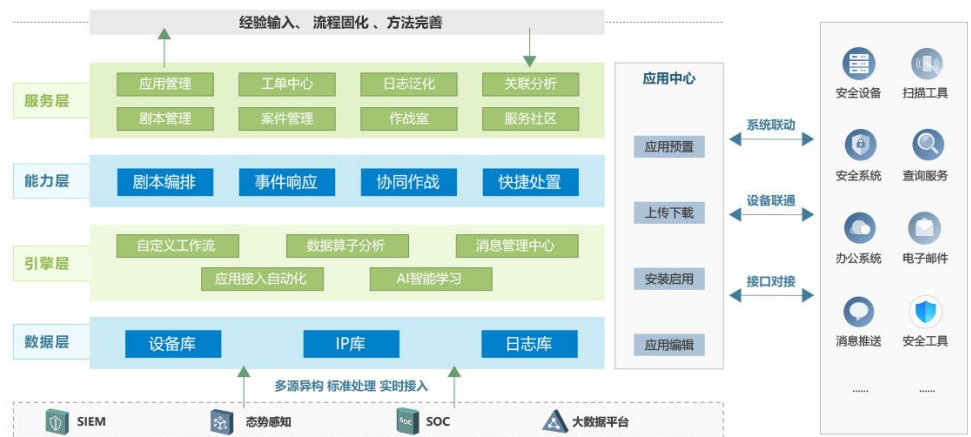 经验输入、 流程固化 、方法完善
服务层
应用管理 工单中心 日志泛化 关联分析
剧本管理 案件管理 作战室 服务社区
能力层
剧本编排 事件响应 协同作战 快捷处置
引擎层
自定义工作流 数据算子分析 消息管理中心
应用接入自动化 AI智能学习
数据层
设备库 IP库 日志库
多源异构 标准处理 实时接入
SIEM 态势感知 SOC SOC 大数据平台
应用中心
应用预置
上传下载
安装启用
应用编辑
系统联动
设备联通
接口对接
安全设备 扫描工具
安全系统 查询服务
办公系统 电子邮件
消息推送 安全工具
...... ......